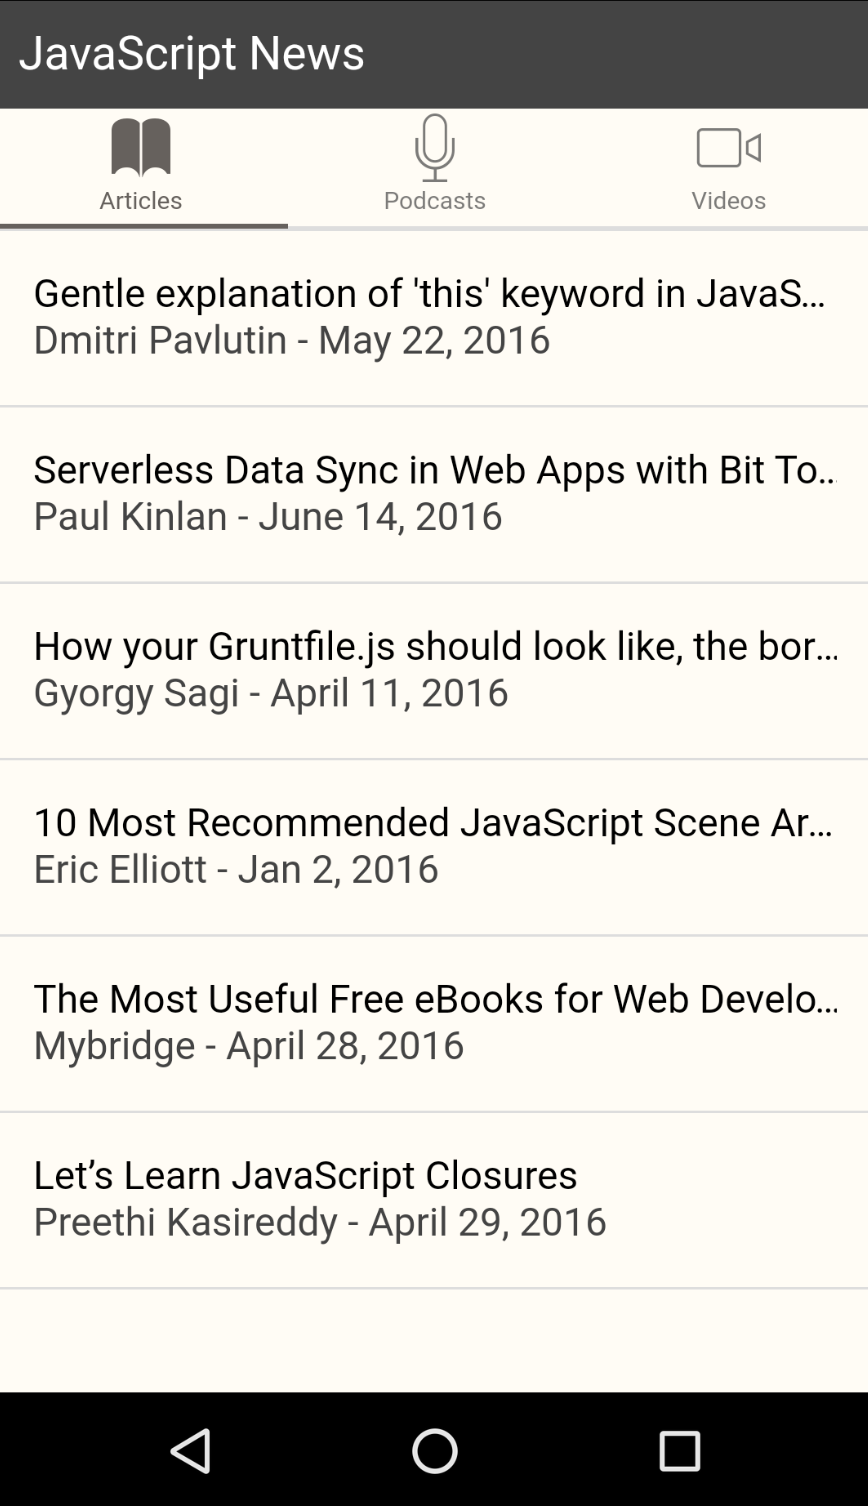 JavaScript News
Articles
Podcasts
Videos
Gentle explanation of 'this' keyword in JavaS...
Dmitri Pavlutin - May 22, 2016
Serverless Data Sync in Web Apps with Bit To...
Paul Kinlan - June 14, 2016
How your Gruntfile.js should look like, the bor...
Gyorgy Sagi - April 11, 2016
10 Most Recommended JavaScript Scene Ar...
Eric Elliott - Jan 2, 2016
The Most Useful Free eBooks for Web Develo...
Mybridge - April 28, 2016
Let’s Learn JavaScript Closures
Preethi Kasireddy - April 29, 2016